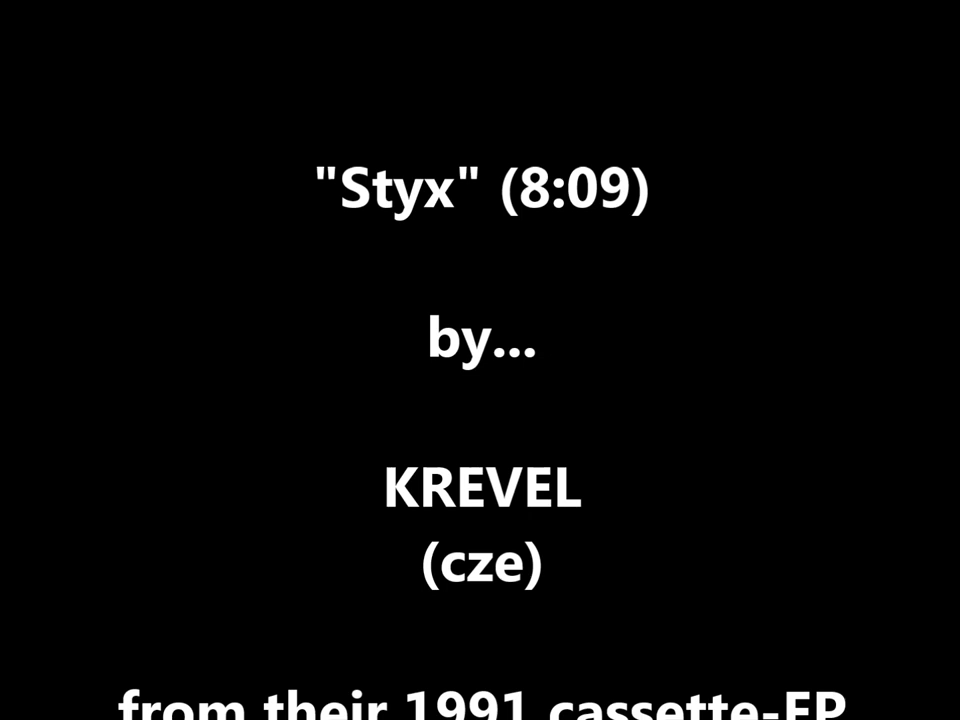 "Styx" (8:09)
by...
KREVEL
(cze)
from their 1991 cassette-EP